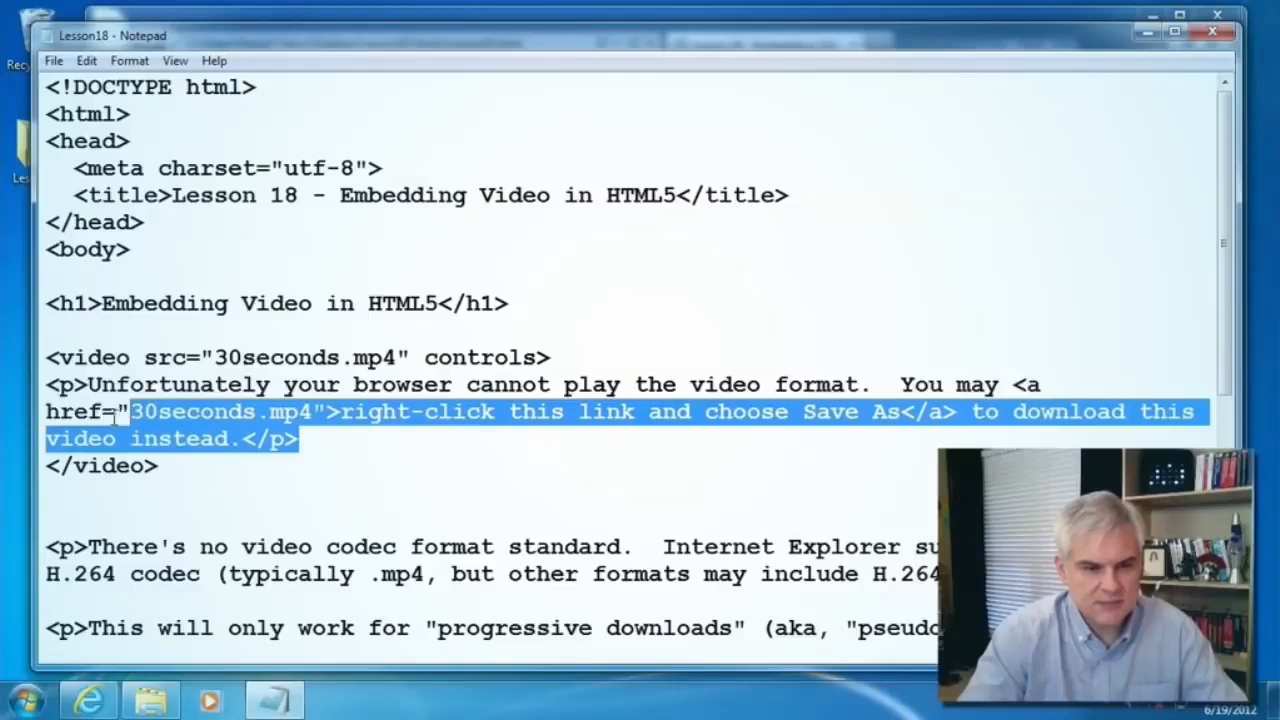 Lesson18 - Notepad
File Edit Format View Help
<!DOCTYPE html>
<html>
<head>
<meta charset="utf-8">
<title>Lesson 18 - Embedding Video in HTML5</title>
</head>
<body>
<h1>Embedding Video in HTML5</h1>
<video src="30seconds.mp4" controls>
<p>Unfortunately your browser cannot play the video format.  You may <a
href="30seconds.mp4">right-click this link and choose Save As</a> to download this
video instead.</p>
</video>
<p>There's no video codec format standard.  Internet Explorer su
H.264 codec (typically .mp4, but other formats may include H.264
<p>This will only work for "progressive downloads" (aka, "pseudo
6/19/2012